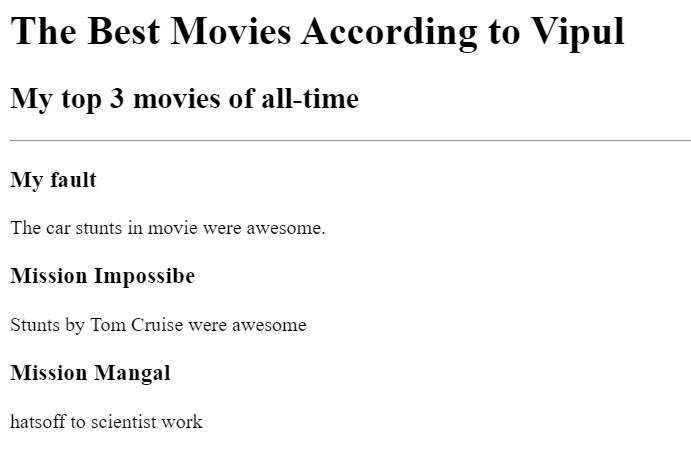 The Best Movies According to Vipul
My top 3 movies of all-time
My fault
The car stunts in movie were awesome.
Mission Impossibe
Stunts by Tom Cruise were awesome
Mission Mangal
hatsoff to scientist work